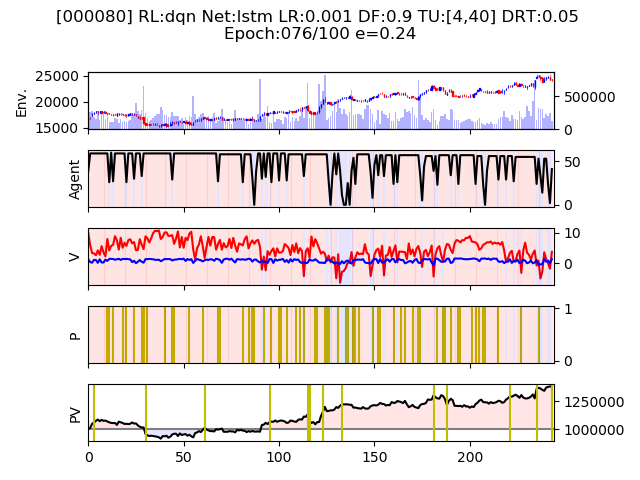 [000080] RL:dqn Net:lstm LR:0.001 DF:0.9 TU:[4,40] DRT:0.05
Epoch:076/100 e=0.24
Env.
25000
20000
15000
500000
0
Agent
50
0
V
10
0
P
1
0
PV
1250000
1000000
0
50
100
150
200